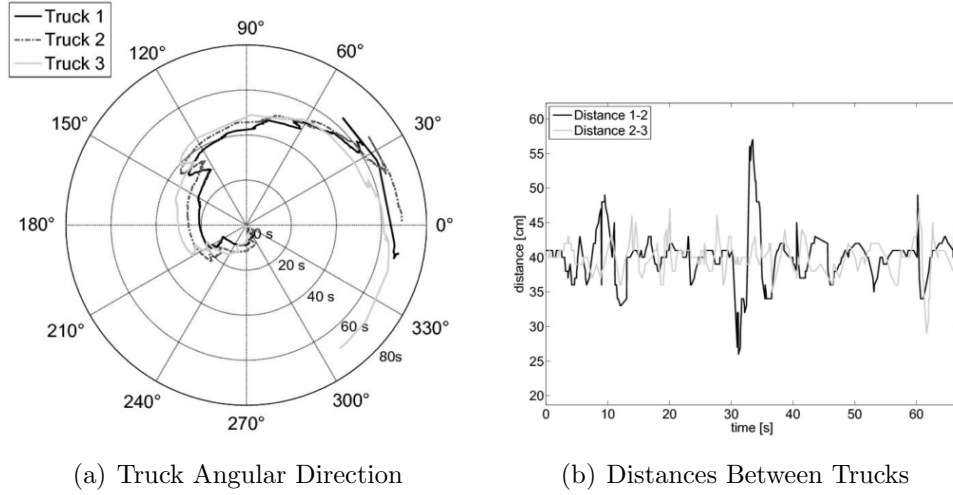 Truck 1
Truck 2
Truck 3
90°
120°
60°
150°
30°
180°
0°
0 s
20 s
40 s
60 s
80s
210°
330°
240°
300°
270°
Distance 1-2
Distance 2-3
60
55
50
45
40
35
30
25
20
distance [cm]
0 10 20 30 40 50 60
time [s]
(a) Truck Angular Direction
(b) Distances Between Trucks